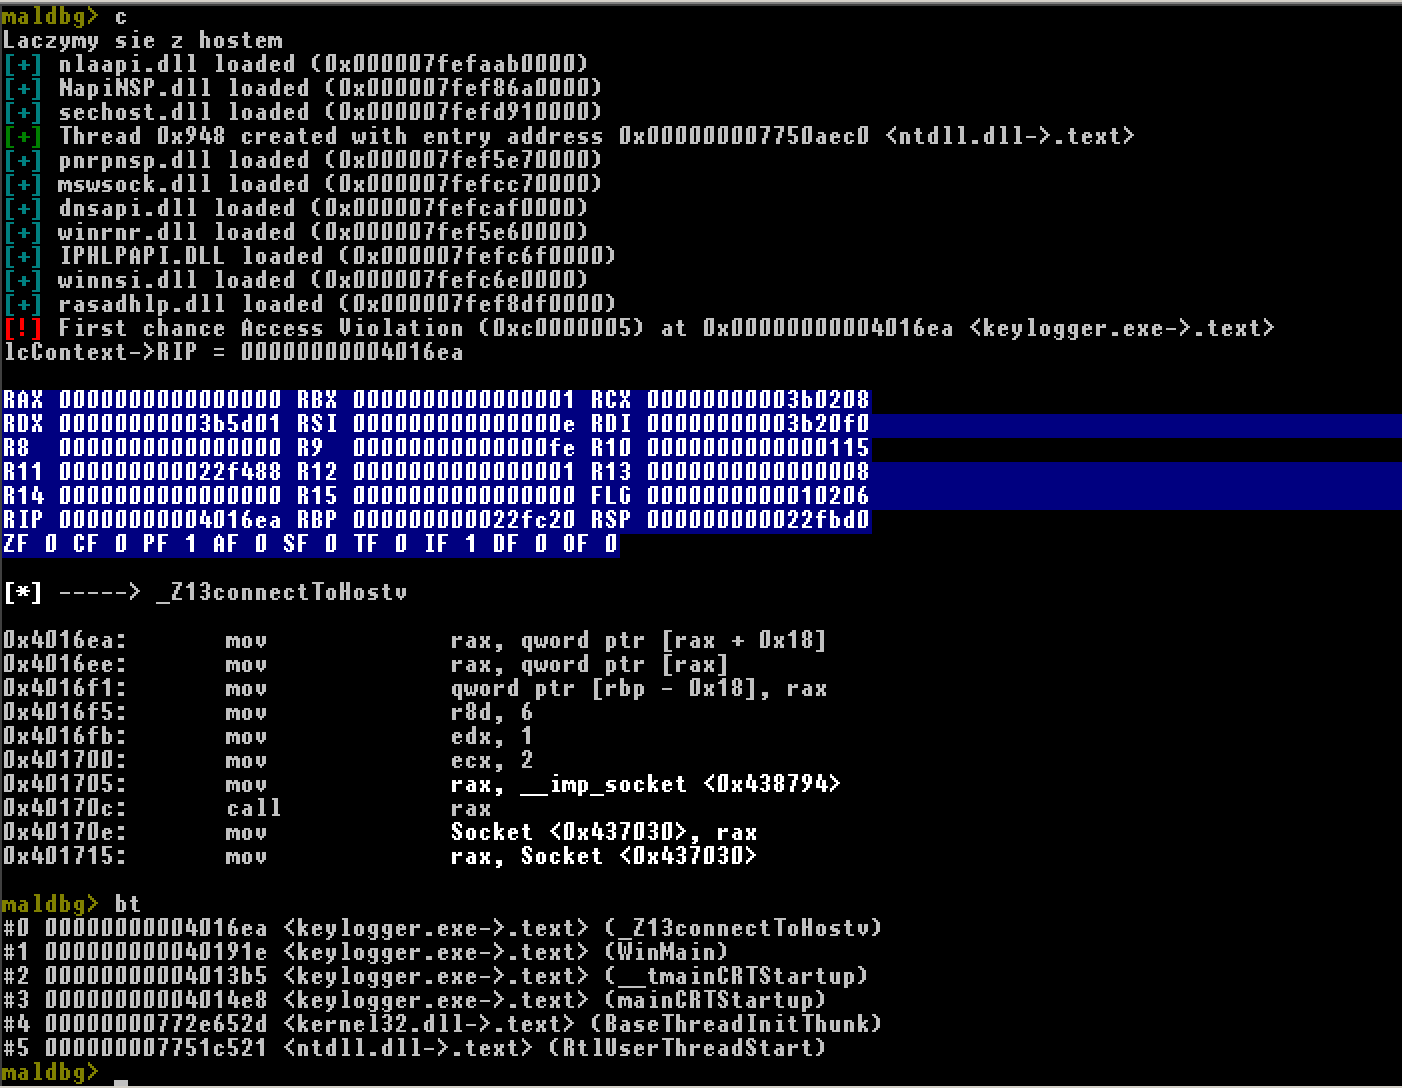 maldbg> c
Laczymy sie z hostem
[+] nlaapi.dll loaded (0x000007fefaab0000)
[+] NapiNSP.dll loaded (0x000007fef86a0000)
[+] sechost.dll loaded (0x000007fefd910000)
[+] Thread 0x948 created with entry address 0x000000007750aec0 <ntdll.dll->.text>
[+] pnrpnsp.dll loaded (0x000007fef5e70000)
[+] mswsock.dll loaded (0x000007fefcc70000)
[+] dnsapi.dll loaded (0x000007fefcaf0000)
[+] winrnr.dll loaded (0x000007fef5e60000)
[+] IPHLPAPI.DLL loaded (0x000007fefc6f0000)
[+] winnsi.dll loaded (0x000007fefc6e0000)
[+] rasadhlp.dll loaded (0x000007fef8df0000)
[!] First chance Access Violation (0xc0000005) at 0x00000000004016ea <keylogger.exe->.text>
lcContext->RIP = 00000000004016ea
RAX 0000000000000000 RBX 0000000000000001 RCX 00000000003b0208
RDX 00000000003b5d01 RSI 000000000000000e RDI 00000000003b20f0
R8  0000000000000000 R9  00000000000000fe R10 0000000000000115
R11 000000000022f488 R12 0000000000000001 R13 0000000000000008
R14 0000000000000000 R15 0000000000000000 FLG 0000000000010206
RIP 00000000004016ea RBP 000000000022fc20 RSP 000000000022fbd0
ZF 0 CF 0 PF 1 AF 0 SF 0 TF 0 IF 1 DF 0 OF 0
[*] -----> _Z13connectToHostv
0x4016ea: mov rax, qword ptr [rax + 0x18]
0x4016ee: mov rax, qword ptr [rax]
0x4016f1: mov qword ptr [rbp - 0x18], rax
0x4016f5: mov r8d, 6
0x4016fb: mov edx, 1
0x401700: mov ecx, 2
0x401705: mov rax, __imp_socket <0x438794>
0x40170c: call rax
0x40170e: mov Socket <0x437030>, rax
0x401715: mov rax, Socket <0x437030>
maldbg> bt
#0 00000000004016ea <keylogger.exe->.text> (_Z13connectToHostv)
#1 000000000040191e <keylogger.exe->.text> (WinMain)
#2 00000000004013b5 <keylogger.exe->.text> (__tmainCRTStartup)
#3 00000000004014e8 <keylogger.exe->.text> (mainCRTStartup)
#4 00000000772e652d <kernel32.dll->.text> (BaseThreadInitThunk)
#5 000000007751c521 <ntdll.dll->.text> (RtlUserThreadStart)
maldbg> _